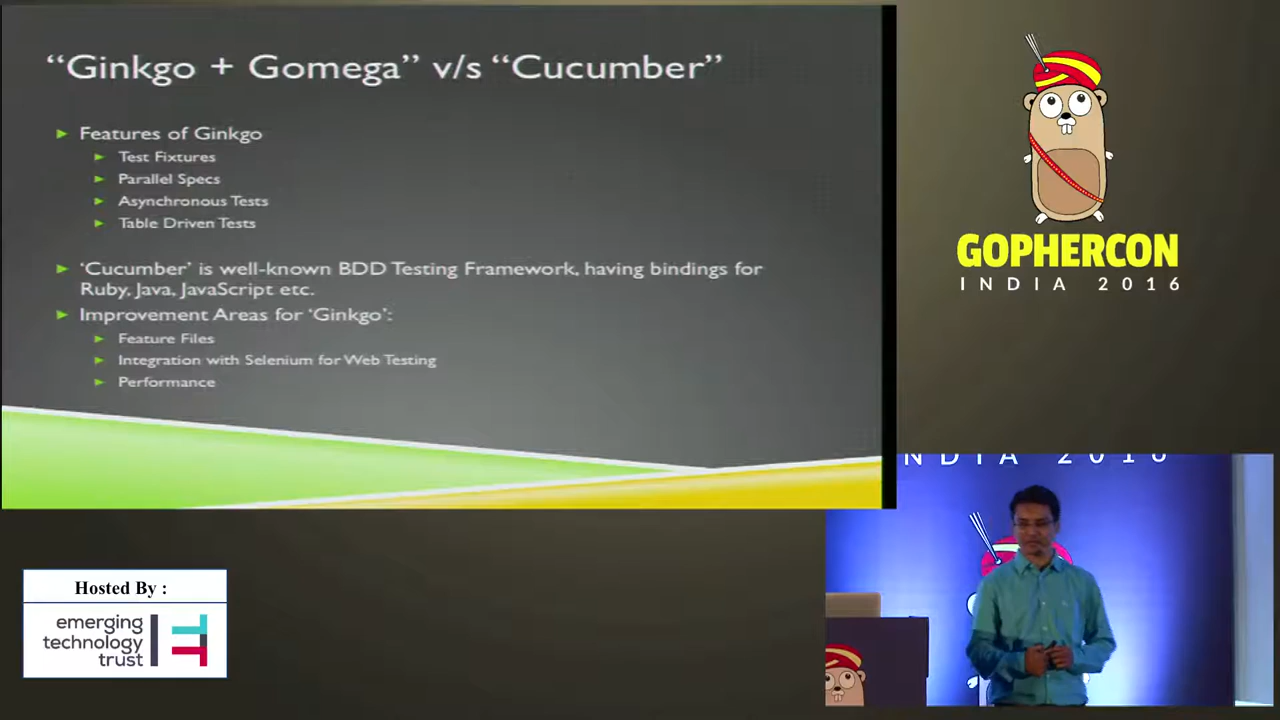 “Ginkgo + Gomega” v/s “Cucumber”
Features of Ginkgo
Test Fixtures
Parallel Specs
Asynchronous Tests
Table Driven Tests
‘Cucumber’ is well-known BDD Testing Framework, having bindings for
Ruby, Java, JavaScript etc.
Improvement Areas for ‘Ginkgo’:
Feature Files
Integration with Selenium for Web Testing
Performance
GOPHERCON
INDIA 2016
NDIA 2016
Hosted By :
emerging
technology
trust